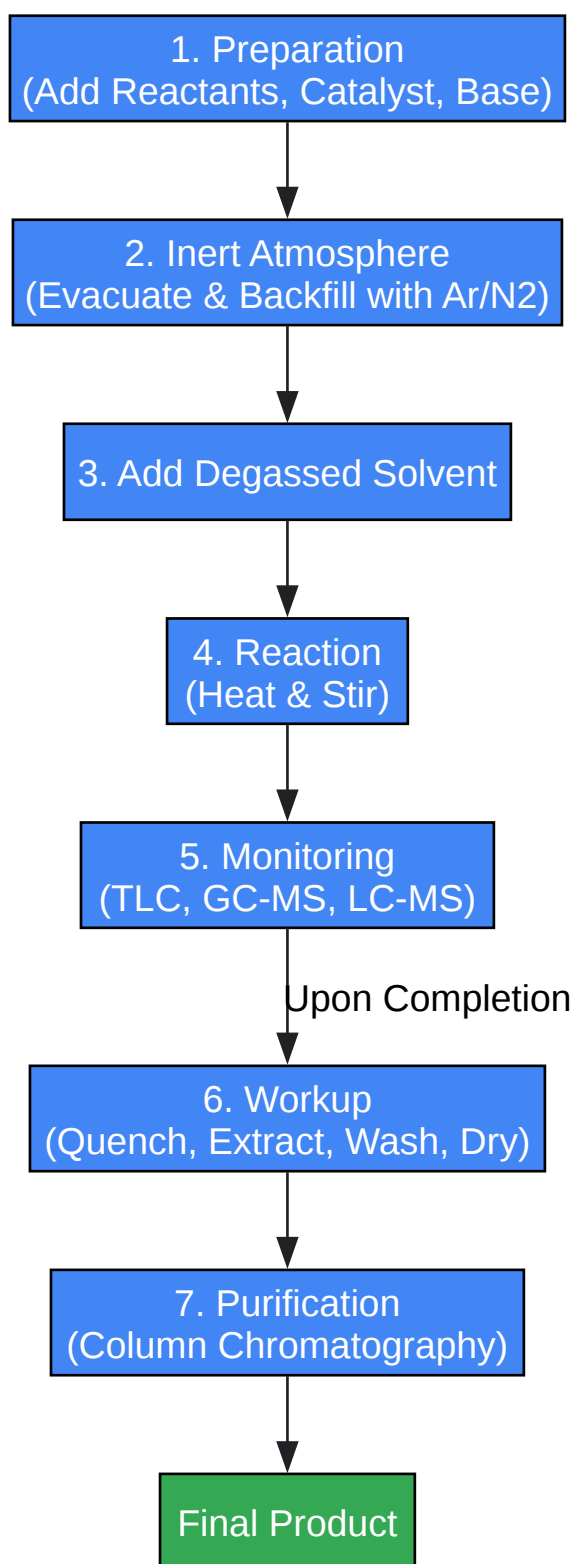 1. Preparation
(Add Reactants, Catalyst, Base)
2. Inert Atmosphere
(Evacuate & Backfill with Ar/N2)
3. Add Degassed Solvent
4. Reaction
(Heat & Stir)
5. Monitoring
(TLC, GC-MS, LC-MS)
Upon Completion
6. Workup
(Quench, Extract, Wash, Dry)
7. Purification
(Column Chromatography)
Final Product